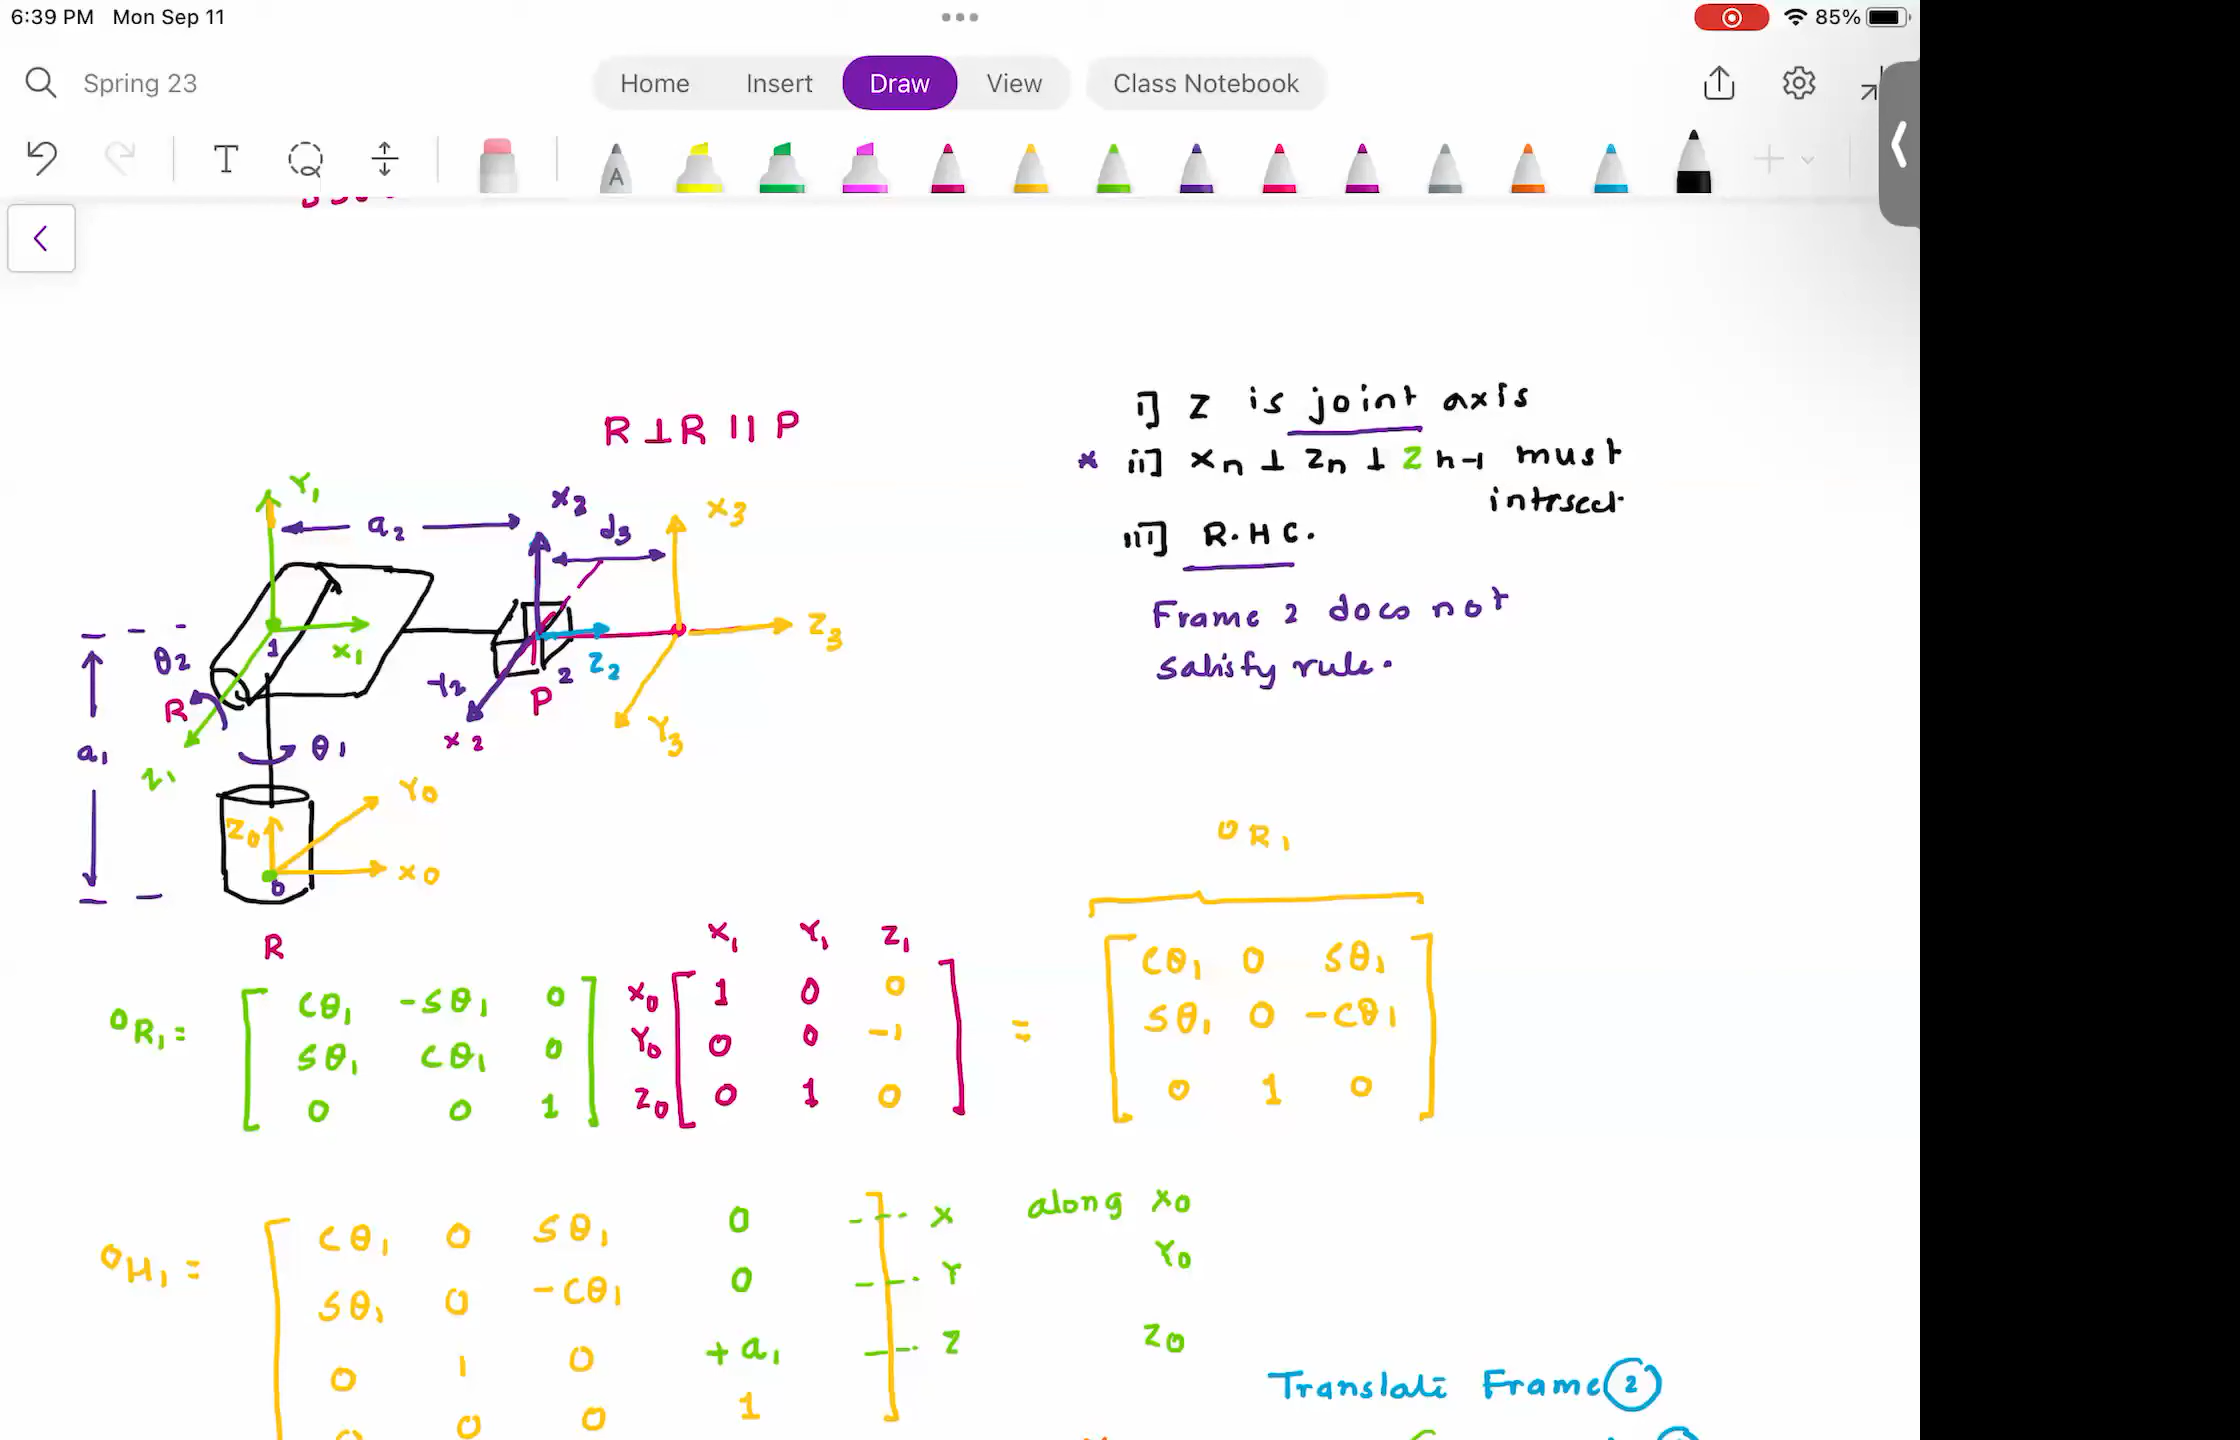 6:39 PM Mon Sep 11
85%
Spring 23
Home Insert Draw View Class Notebook
T A
R ⊥ R || P
i] Z is joint axis
* ii] Xn ⊥ Zn ⊥ Z n-1 must
intrsect
iii] R.H.C.
Frame 2 does not
satisfy rule.
Y1
a2
X2
d3
X3
Z3
θ2
1
X1
Y2
2
Z2
P
X2
Y3
R
θ1
a1
Z1
Y0
Z0
X0
0
R
0R1
0R1 = [ cθ1 -sθ1 0 X0 [ 1 0 0 = [ cθ1 0 sθ1
X1 Y1 Z1
sθ1 cθ1 0 ] Y0 0 0 -1 ] sθ1 0 -cθ1 ]
0 0 1 Z0 0 1 0 0 1 0
0H1 = [ cθ1 0 sθ1 0 --- X along X0
sθ1 0 -cθ1 0 --- Y Y0
0 1 0 +a1 --- Z Z0
0 0 0 1 ]
Translate Frame 2